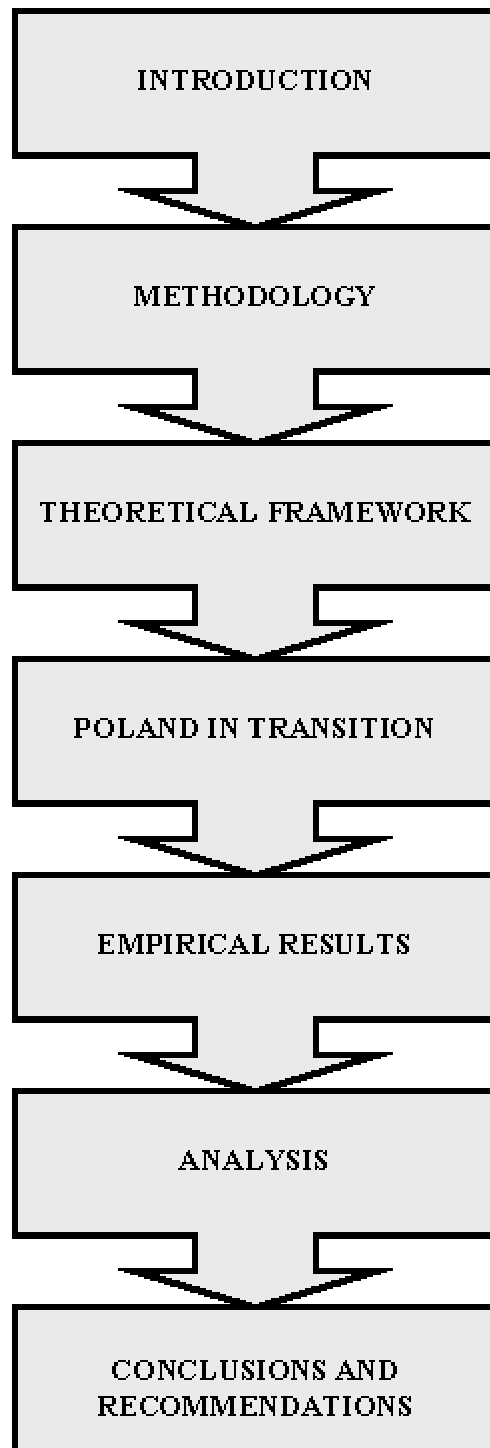 INTRODUCTION
METHODOLOGY
THEORETICAL FRAMEWORK
POLAND IN TRANSITION
EMPIRICAL RESULTS
ANALYSIS
CONCLUSIONS AND
RECOMMENDATIONS